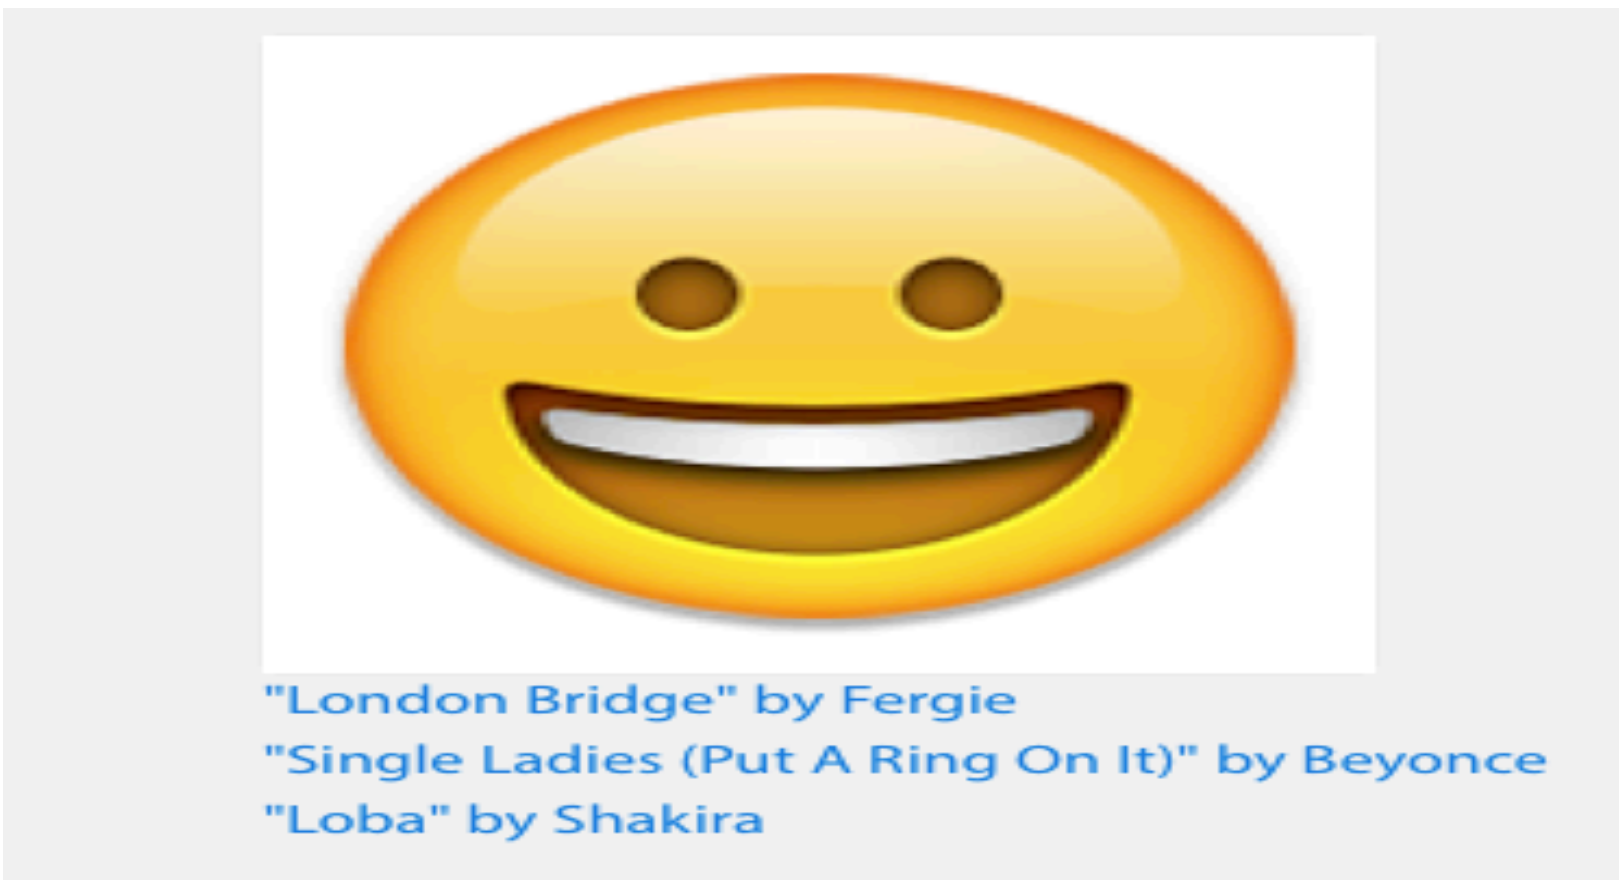 "London Bridge" by Fergie
"Single Ladies (Put A Ring On It)" by Beyonce
"Loba" by Shakira